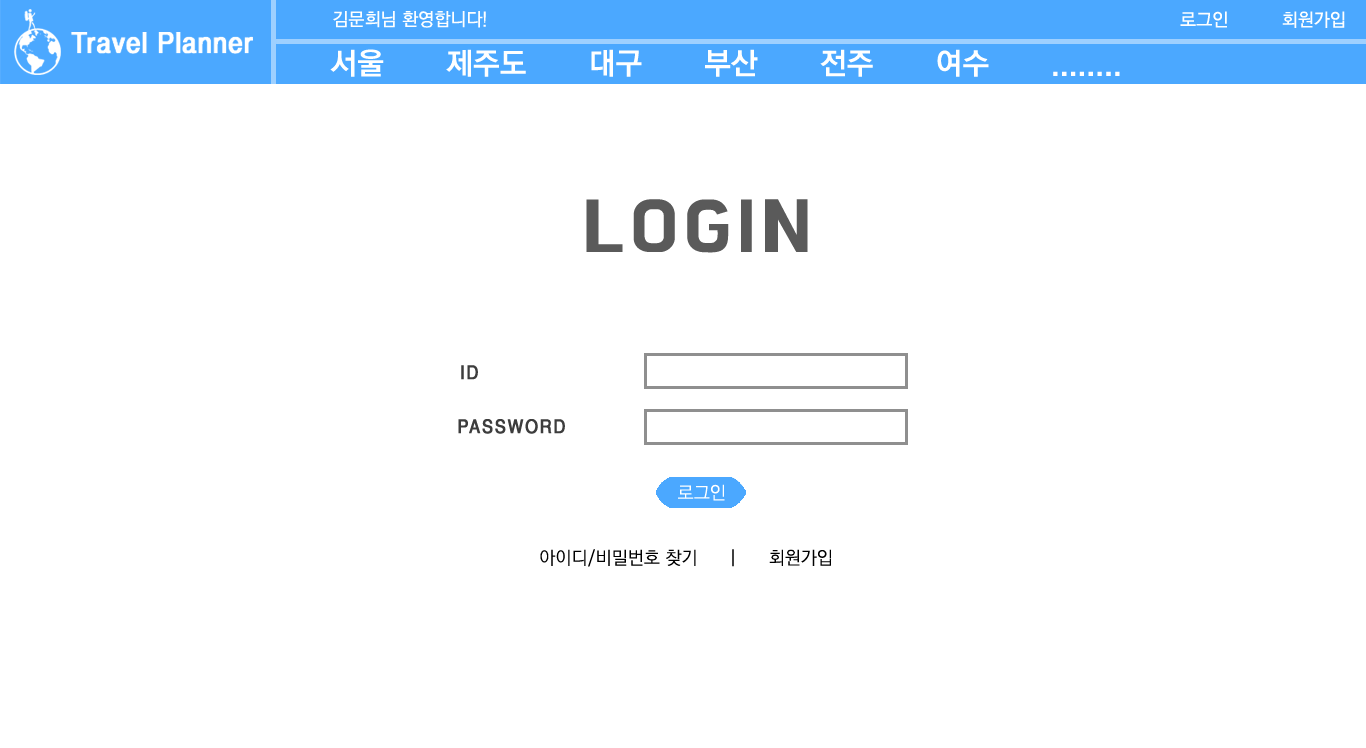 Travel Planner
김문희님 환영합니다! 로그인 회원가입
서울 제주도 대구 부산 전주 여수 ........
LOGIN
ID
PASSWORD
로그인
아이디/비밀번호 찾기 | 회원가입